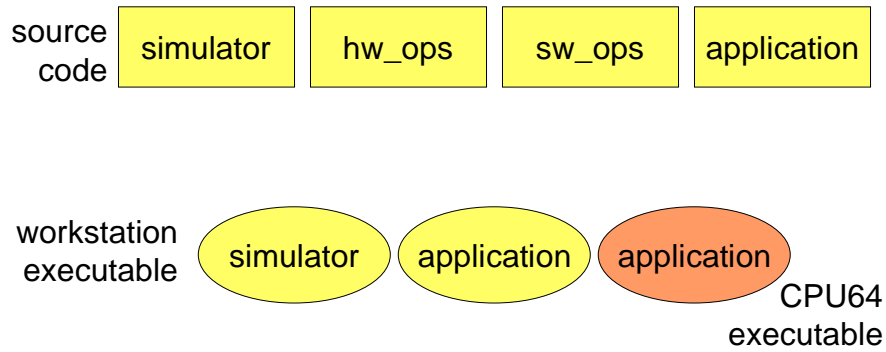 source
code
simulator
hw_ops
sw_ops
application
workstation
executable
simulator
application
application
CPU64
executable